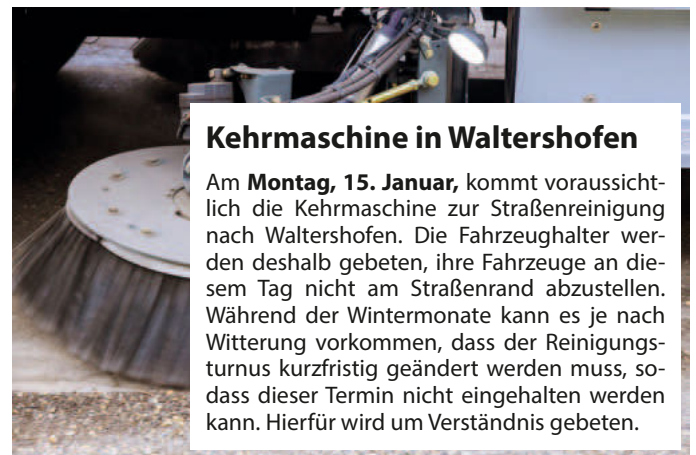 Kehrmaschine in Waltershofen
Am Montag, 15. Januar, kommt voraussicht-
lich die Kehrmaschine zur Straßenreinigung
nach Waltershofen. Die Fahrzeughalter wer-
den deshalb gebeten, ihre Fahrzeuge an die-
sem Tag nicht am Straßenrand abzustellen.
Während der Wintermonate kann es je nach
Witterung vorkommen, dass der Reinigungs-
turnus kurzfristig geändert werden muss, so-
dass dieser Termin nicht eingehalten werden
kann. Hierfür wird um Verständnis gebeten.